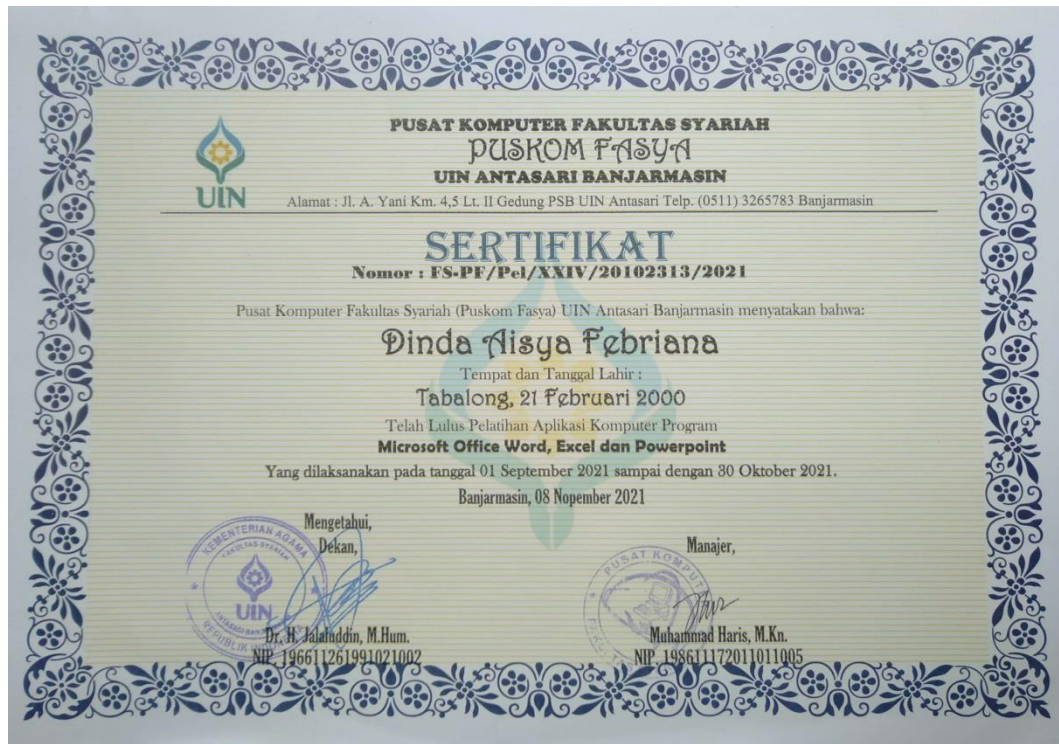 PUSAT KOMPUTER FAKULTAS SYARIAH
PUSKOM FASYA
UIN ANTASARI BANJARMASIN
UIN
Alamat : Jl. A. Yani Km. 4,5 Lt. II Gedung PSB UIN Antasari Telp. (0511) 3265783 Banjarmasin
SERTIFIKAT
Nomor : FS-PF/Pel/XXIV/20102313/2021
Pusat Komputer Fakultas Syariah (Puskom Fasya) UIN Antasari Banjarmasin menyatakan bahwa:
Dinda Aisya Febriana
Tempat dan Tanggal Lahir :
Tabalong, 21 Februari 2000
Telah Lulus Pelatihan Aplikasi Komputer Program
Microsoft Office Word, Excel dan Powerpoint
Yang dilaksanakan pada tanggal 01 September 2021 sampai dengan 30 Oktober 2021.
Banjarmasin, 08 Nopember 2021
Mengetahui,
Dekan,
Manajer,
KEMENTERIAN AGAMA
FAKULTAS SYARIAH
UIN
REPUBLIK INDONESIA
PUSAT KOMPUTER
Dr. H. Jalaluddin, M.Hum.
NIP. 196611261991021002
Muhammad Haris, M.Kn.
NIP. 198611172011011005